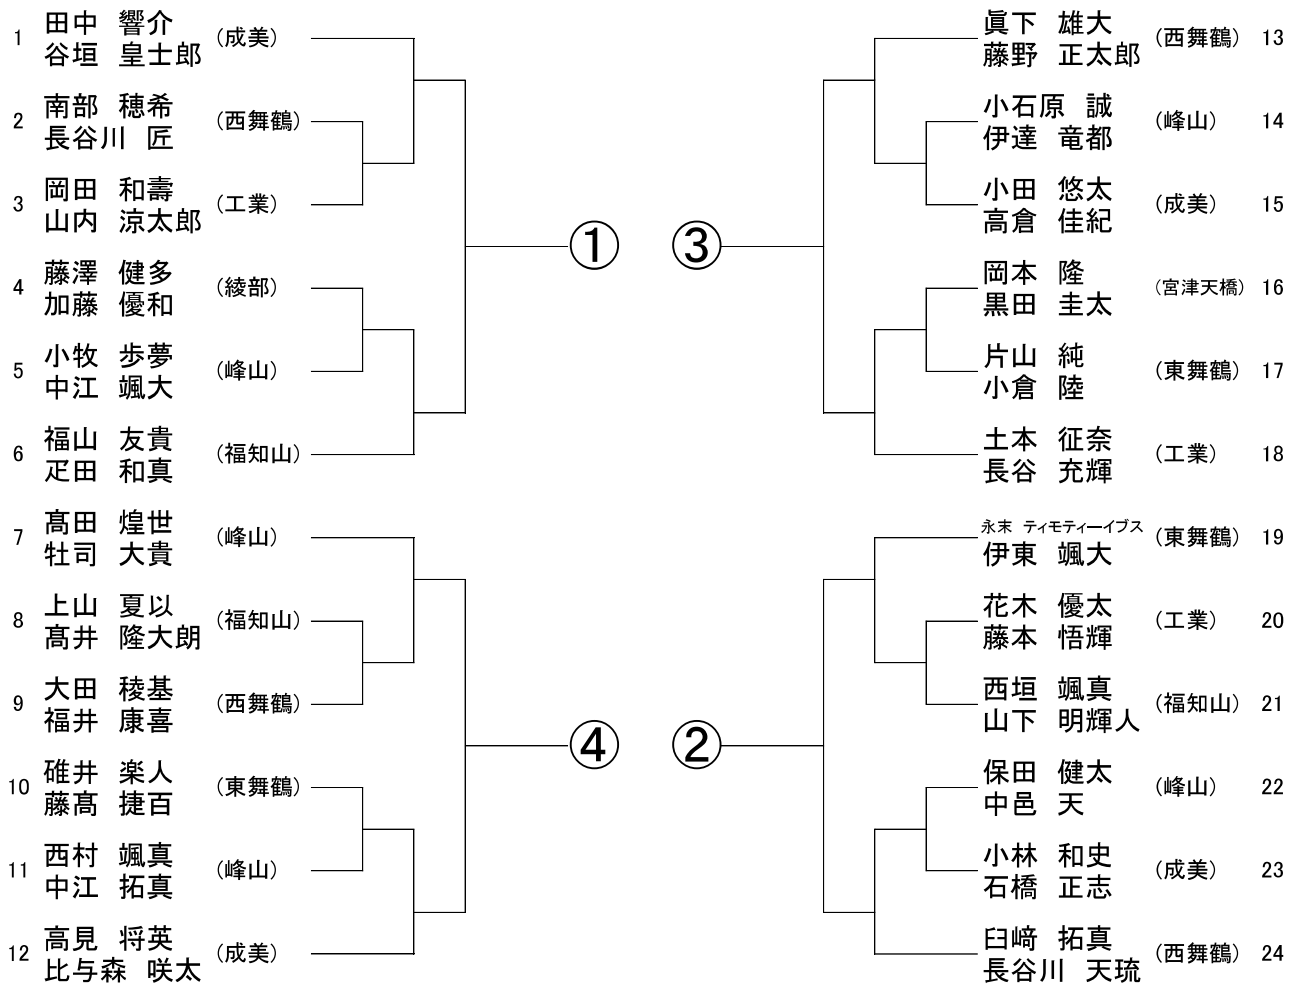 1 田中 響介 (成美)
谷垣 皇士郎
2 南部 穂希 (西舞鶴)
長谷川 匠
3 岡田 和壽 (工業)
山内 涼太郎
4 藤澤 健多 (綾部)
加藤 優和
5 小牧 歩夢 (峰山)
中江 颯大
6 福山 友貴 (福知山)
疋田 和真
7 髙田 煌世 (峰山)
牡司 大貴
8 上山 夏以 (福知山)
髙井 隆大朗
9 大田 稜基 (西舞鶴)
福井 康喜
10 碓井 楽人 (東舞鶴)
藤髙 捷百
11 西村 颯真 (峰山)
中江 拓真
12 高見 将英 (成美)
比与森 咲太
①
④
③
②
眞下 雄大 (西舞鶴) 13
藤野 正太郎
小石原 誠 (峰山) 14
伊達 竜都
小田 悠太 (成美) 15
高倉 佳紀
岡本 隆 (宮津天橋) 16
黒田 圭太
片山 純 (東舞鶴) 17
小倉 陸
土本 征奈 (工業) 18
長谷 充輝
永末 ティモティーイブス (東舞鶴) 19
伊東 颯大
花木 優太 (工業) 20
藤本 悟輝
西垣 颯真 (福知山) 21
山下 明輝人
保田 健太 (峰山) 22
中邑 天
小林 和史 (成美) 23
石橋 正志
臼﨑 拓真 (西舞鶴) 24
長谷川 天琉